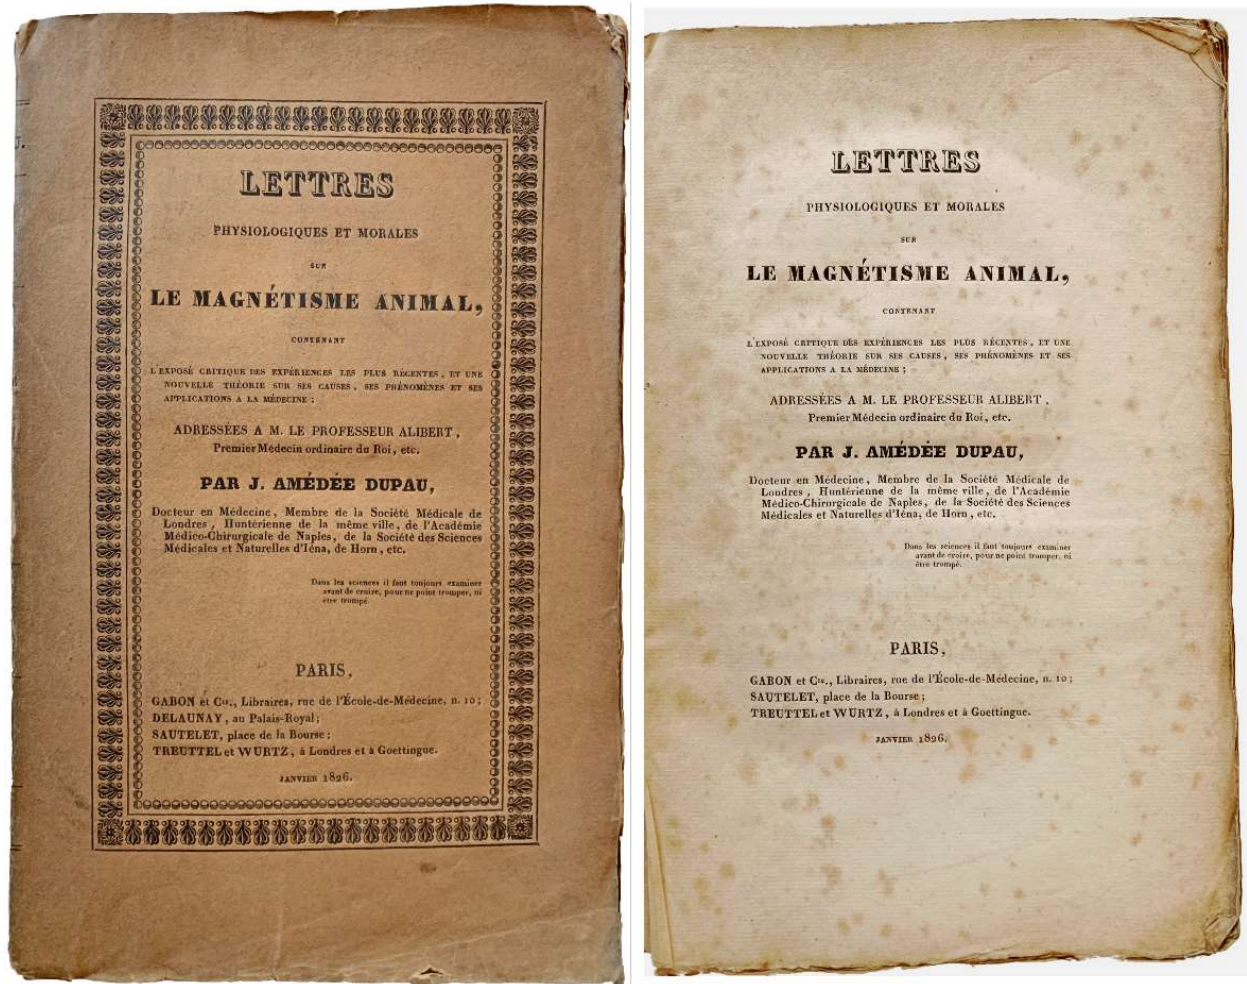 LETTRES
PHYSIOLOGIQUES ET MORALES
SUR
LE MAGNÉTISME ANIMAL,
CONTENANT
L'EXPOSÉ CRITIQUE DES EXPÉRIENCES LES PLUS RÉCENTES, ET UNE
NOUVELLE THÉORIE SUR SES CAUSES, SES PHÉNOMÈNES ET SES
APPLICATIONS A LA MÉDECINE;
ADRESSÉES A M. LE PROFESSEUR ALIBERT,
Premier Médecin ordinaire du Roi, etc.
PAR J. AMÉDÉE DUPAU,
Docteur en Médecine, Membre de la Société Médicale de
Londres, Huntérienne de la même ville, de l'Académie
Médico-Chirurgicale de Naples, de la Société des Sciences
Médicales et Naturelles d'Iéna, de Horn, etc.
Dans les sciences il faut toujours examiner
avant de croire, pour ne point tromper, ni
être trompé.
PARIS,
GABON et Cie., Libraires, rue de l'École-de-Médecine, n. 10;
DELAUNAY, au Palais-Royal;
SAUTELET, place de la Bourse;
TREUTTEL et WURTZ, à Londres et à Goettingue.
JANVIER 1826.
LETTRES
PHYSIOLOGIQUES ET MORALES
SUR
LE MAGNÉTISME ANIMAL,
CONTENANT
L'EXPOSÉ CRITIQUE DES EXPÉRIENCES LES PLUS RÉCENTES, ET UNE
NOUVELLE THÉORIE SUR SES CAUSES, SES PHÉNOMÈNES ET SES
APPLICATIONS A LA MÉDECINE;
ADRESSÉES A M. LE PROFESSEUR ALIBERT,
Premier Médecin ordinaire du Roi, etc.
PAR J. AMÉDÉE DUPAU,
Docteur en Médecine, Membre de la Société Médicale de
Londres, Huntérienne de la même ville, de l'Académie
Médico-Chirurgicale de Naples, de la Société des Sciences
Médicales et Naturelles d'Iéna, de Horn, etc.
Dans les sciences il faut toujours examiner
avant de croire, pour ne point tromper, ni
être trompé.
PARIS,
GABON et Cie., Libraires, rue de l'École-de-Médecine, n. 10;
SAUTELET, place de la Bourse;
TREUTTEL et WURTZ, à Londres et à Goettingue.
JANVIER 1826.